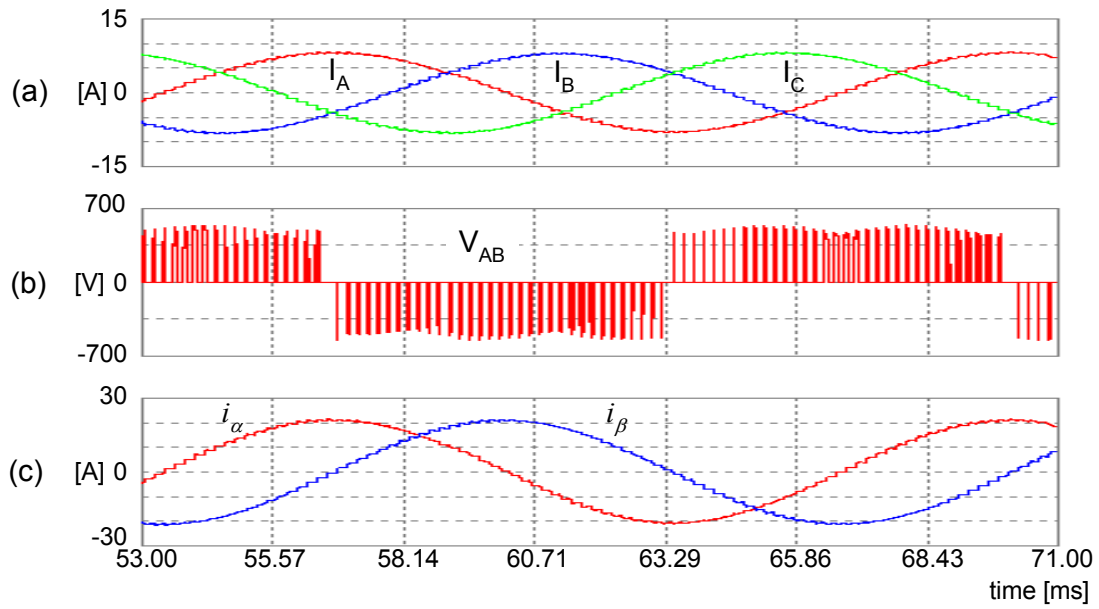 15
(a) [A] 0
I_A I_B I_C
-15
700
(b) [V] 0
V_AB
-700
30
i_α i_β
(c) [A] 0
-30
53.00 55.57 58.14 60.71 63.29 65.86 68.43 71.00
time [ms]